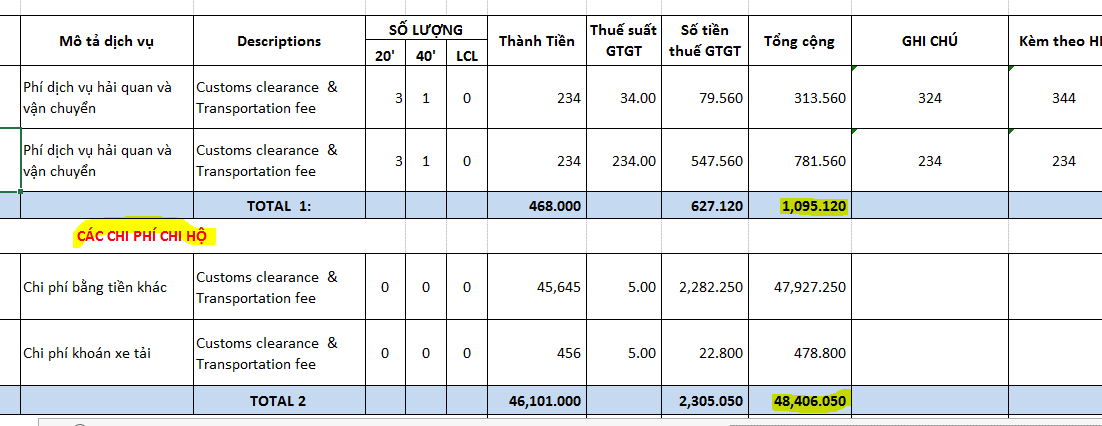 Mô tả dịch vụ Descriptions SỐ LƯỢNG Thành Tiền Thuế suất GTGT Số tiền thuế GTGT Tổng cộng GHI CHÚ Kèm theo
20' 40' LCL
Phí dịch vụ hải quan và vận chuyển Customs clearance & Transportation fee 3 1 0 234 34.00 79.560 313.560 324 344
Phí dịch vụ hải quan và vận chuyển Customs clearance & Transportation fee 3 1 0 234 234.00 547.560 781.560 234 234
TOTAL 1: 468.000 627.120 1,095.120
CÁC CHI PHÍ CHI HỘ
Chi phí bằng tiền khác Customs clearance & Transportation fee 0 0 0 45,645 5.00 2,282.250 47,927.250
Chi phí khoán xe tải Customs clearance & Transportation fee 0 0 0 456 5.00 22.800 478.800
TOTAL 2 46,101.000 2,305.050 48,406.050